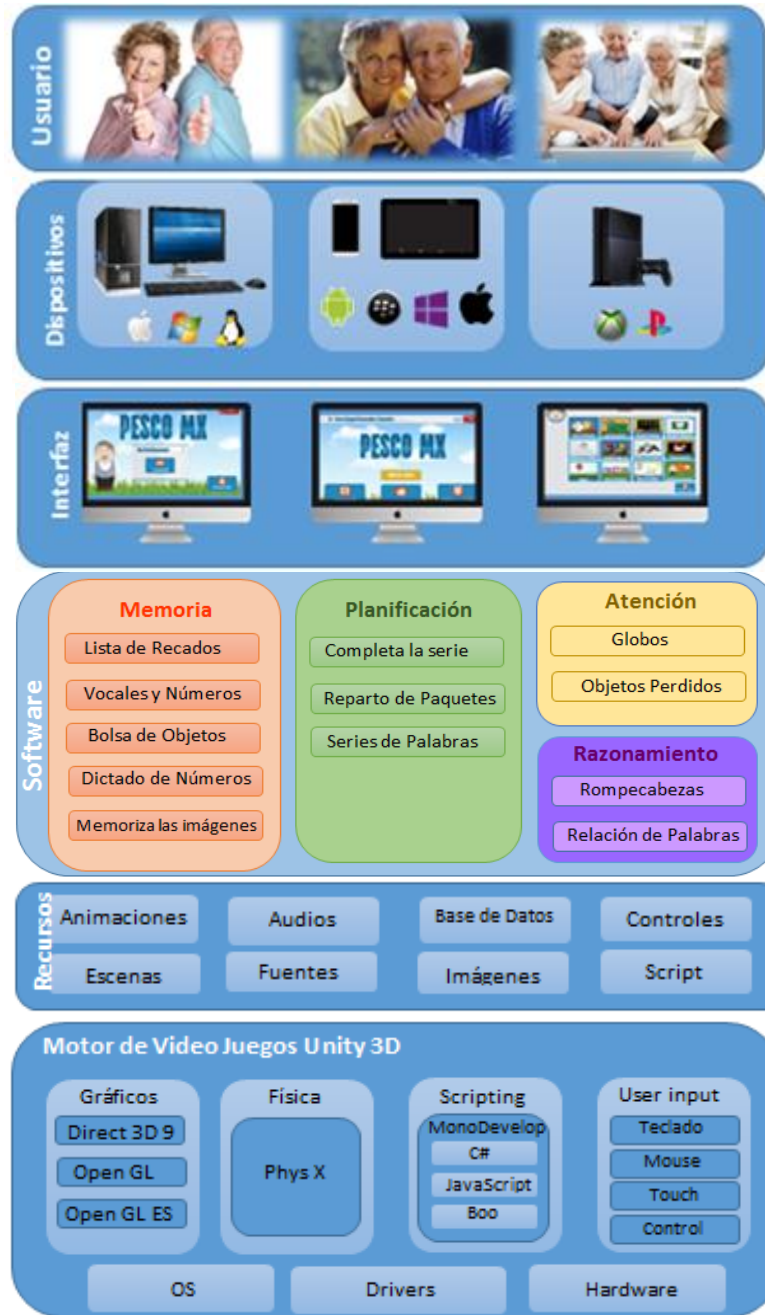 Usuario
Dispositivos
Interfaz
PESCO MX
PESCO MX
Software
Memoria
Lista de Recados
Vocales y Números
Bolsa de Objetos
Dictado de Números
Memoriza las imágenes
Planificación
Completa la serie
Reparto de Paquetes
Series de Palabras
Atención
Globos
Objetos Perdidos
Razonamiento
Rompecabezas
Relación de Palabras
Recursos
Animaciones
Audios
Base de Datos
Controles
Escenas
Fuentes
Imágenes
Script
Motor de Video Juegos Unity 3D
Gráficos
Direct 3D 9
Open GL
Open GL ES
Física
Phys X
Scripting
MonoDevelop
C#
JavaScript
Boo
User input
Teclado
Mouse
Touch
Control
OS
Drivers
Hardware